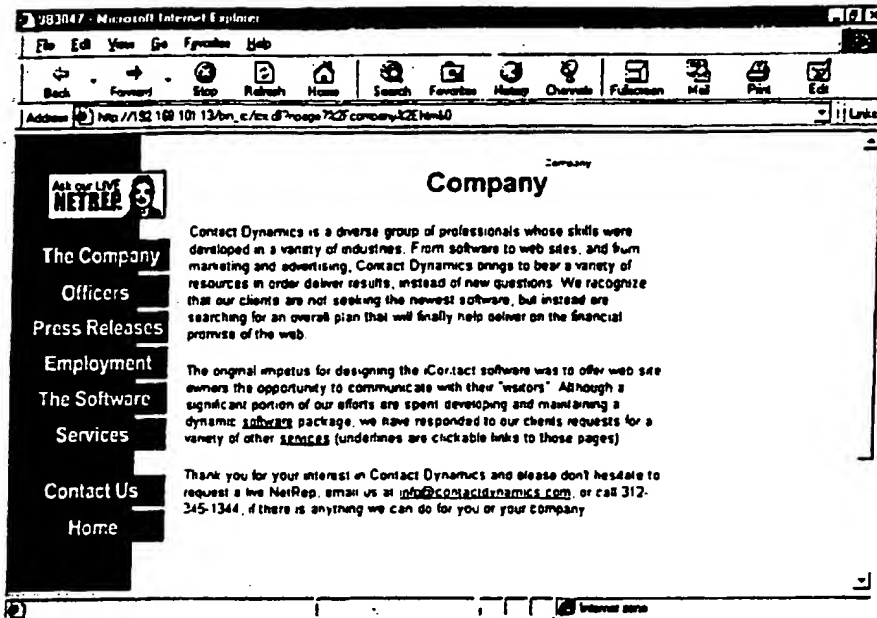 983047 - Microsoft Internet Explorer
File Edit View Go Favorites Help
Back Forward Stop Refresh Home Search Favorites History Channels Fullscreen Mail Print Edit
Address Links
Company
Company
Ask our LIVE
NETREP
The Company
Officers
Press Releases
Employment
The Software
Services
Contact Us
Home
Contact Dynamics is a diverse group of professionals whose skills were
developed in a variety of industries. From software to web sites, and from
marketing and advertising, Contact Dynamics brings to bear a variety of
resources in order deliver results, instead of new questions. We recognize
that our clients are not seeking the newest software, but instead are
searching for an overall plan that will finally help deliver on the financial
promise of the web.
The original impetus for designing the iContact software was to offer web site
owners the opportunity to communicate with their "visitors". Although a
significant portion of our efforts are spent developing and maintaining a
dynamic software package, we have responded to our clients requests for a
variety of other services (underlines are clickable links to those pages)
Thank you for your interest in Contact Dynamics and please don't hesitate to
request a live NetRep, email us at info@contactdynamics.com, or call 312-
345-1344, if there is anything we can do for you or your company
Internet zone